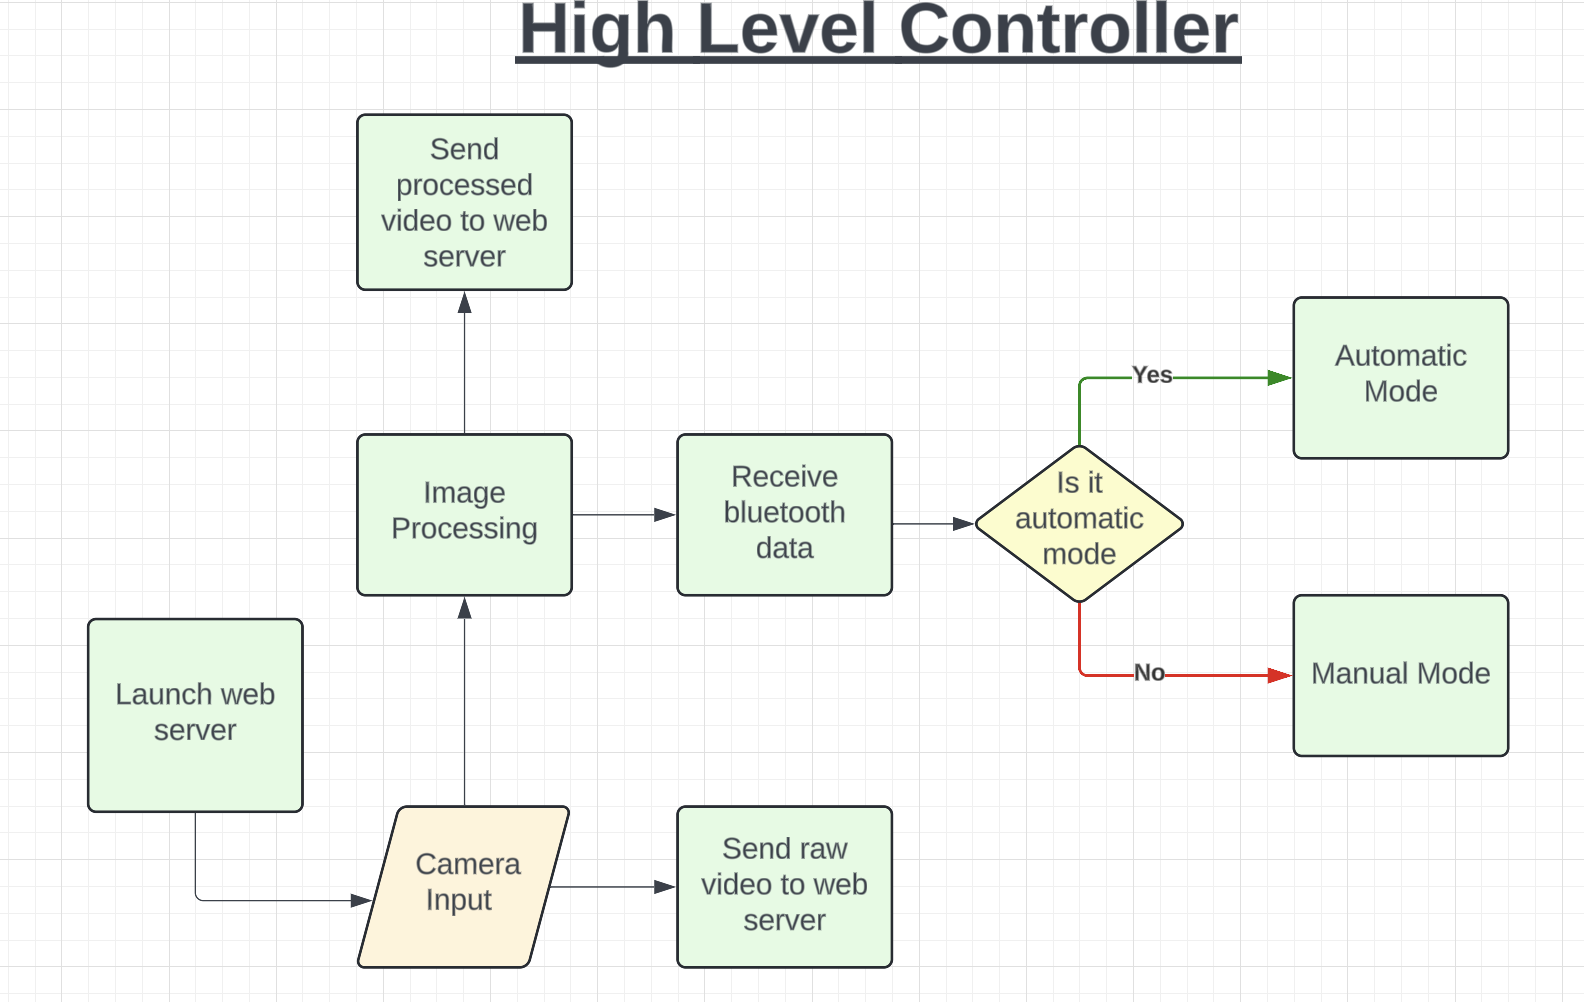 High Level Controller
Send
processed
video to web
server
Automatic
Mode
Yes
Image
Processing
Receive
bluetooth
data
Is it
automatic
mode
Launch web
server
No
Manual Mode
Camera
Input
Send raw
video to web
server